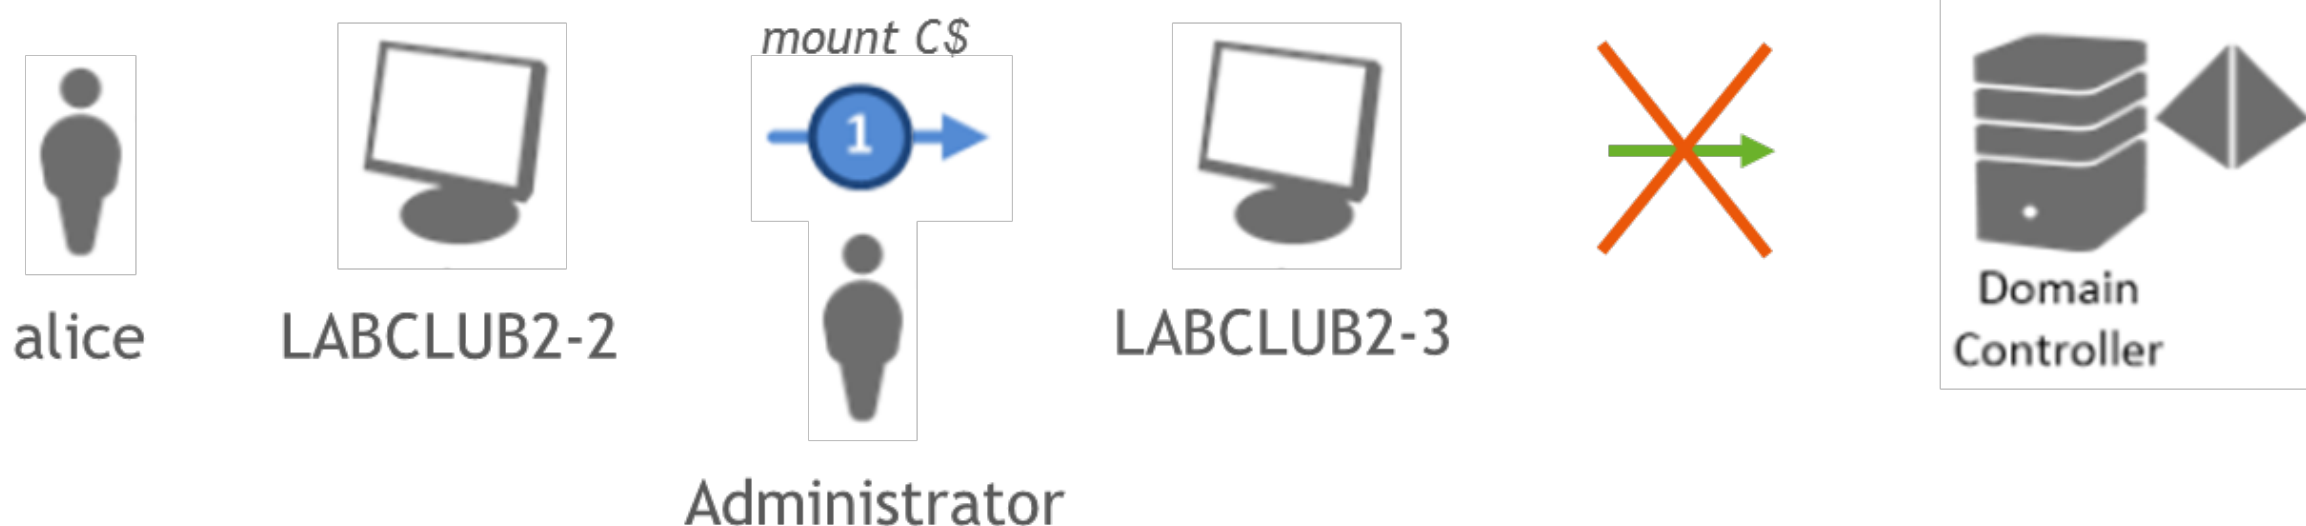 mount C$
1
alice
LABCLUB2-2
LABCLUB2-3
Domain
Controller
Administrator